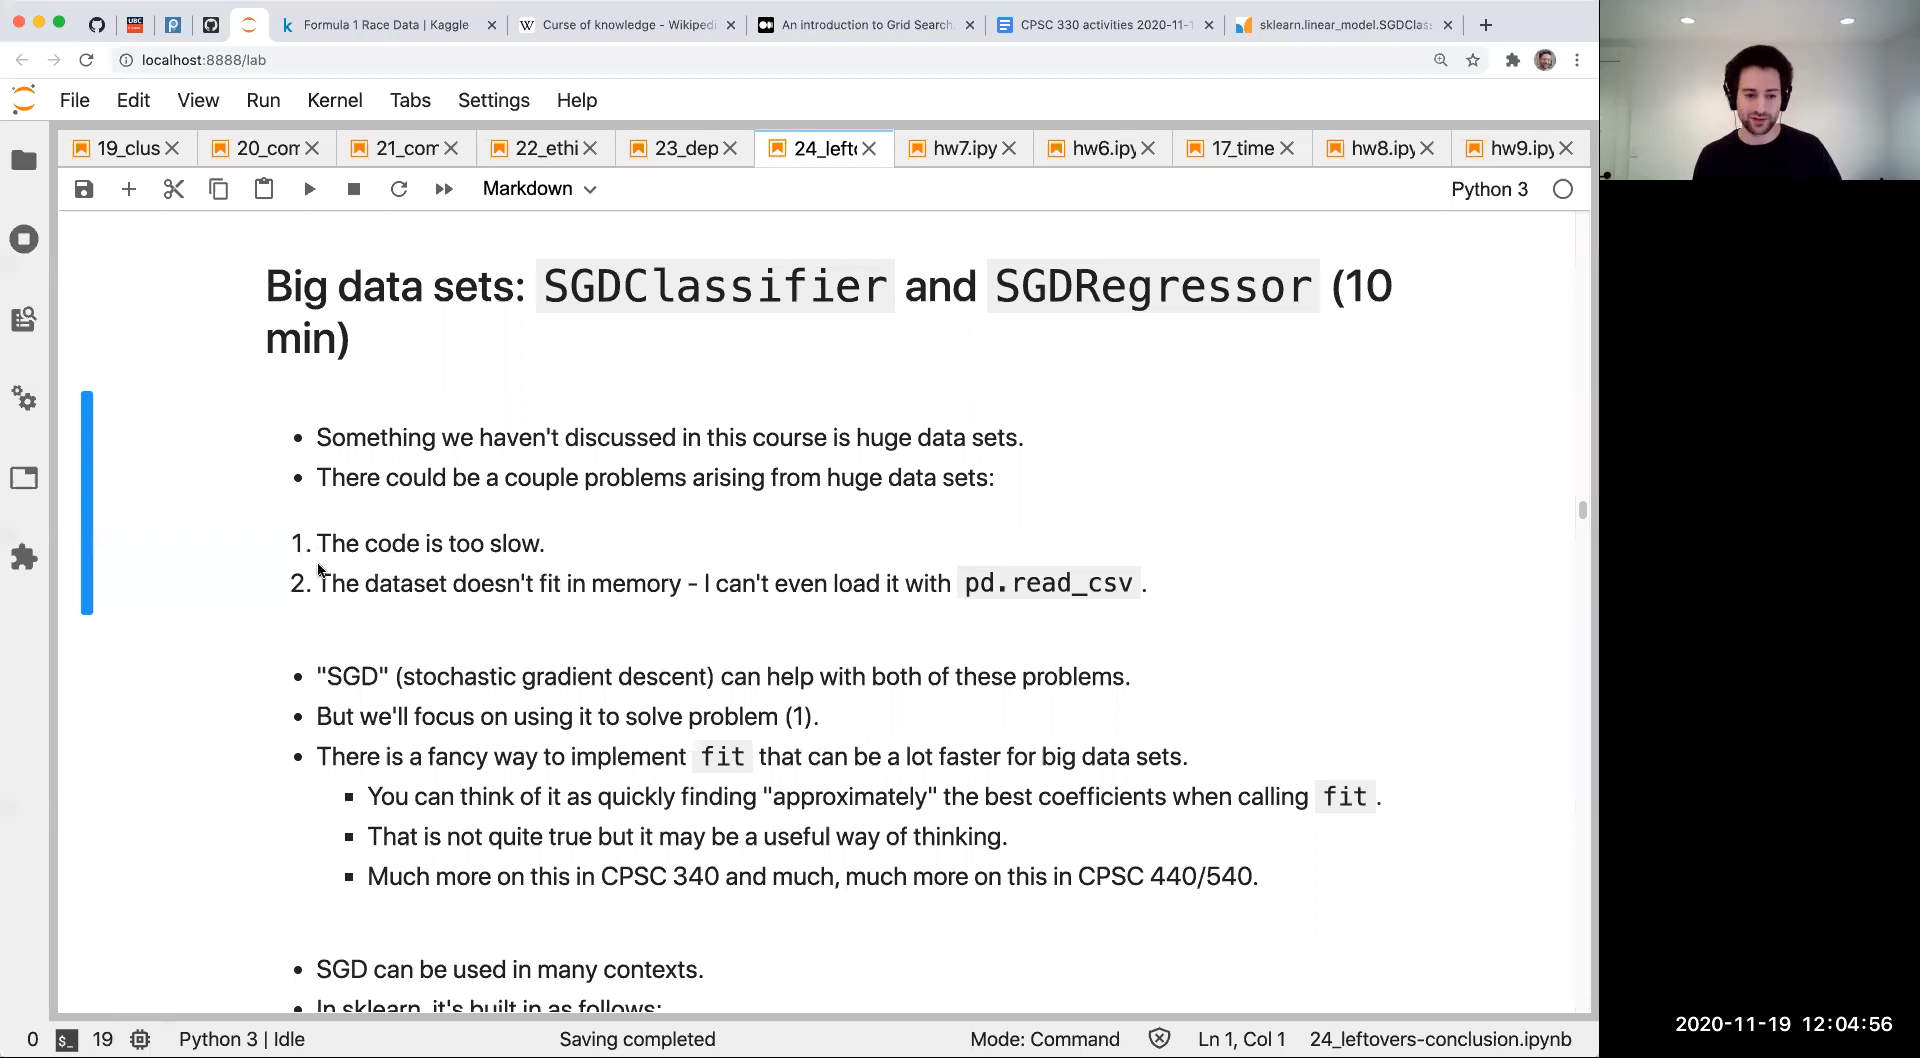 Formula 1 Race Data | Kaggle
Curse of knowledge - Wikiped
An introduction to Grid Search
CPSC 330 activities 2020-11-1
sklearn.linear_model.SGDClas
UBC
localhost:8888/lab
File Edit View Run Kernel Tabs Settings Help
19_clus 20_com 21_com 22_ethi 23_dep 24_lefto hw7.ipy hw6.ipy 17_time hw8.ipy hw9.ipy
Markdown Python 3
Big data sets: SGDClassifier and SGDRegressor (10
min)
• Something we haven't discussed in this course is huge data sets.
• There could be a couple problems arising from huge data sets:
1. The code is too slow.
2. The dataset doesn't fit in memory - I can't even load it with pd.read_csv.
• "SGD" (stochastic gradient descent) can help with both of these problems.
• But we'll focus on using it to solve problem (1).
• There is a fancy way to implement fit that can be a lot faster for big data sets.
▪ You can think of it as quickly finding "approximately" the best coefficients when calling fit.
▪ That is not quite true but it may be a useful way of thinking.
▪ Much more on this in CPSC 340 and much, much more on this in CPSC 440/540.
• SGD can be used in many contexts.
• In sklearn, it's built in as follows:
0 $_ 19 Python 3 | Idle Saving completed Mode: Command Ln 1, Col 1 24_leftovers-conclusion.ipynb
2020-11-19 12:04:56